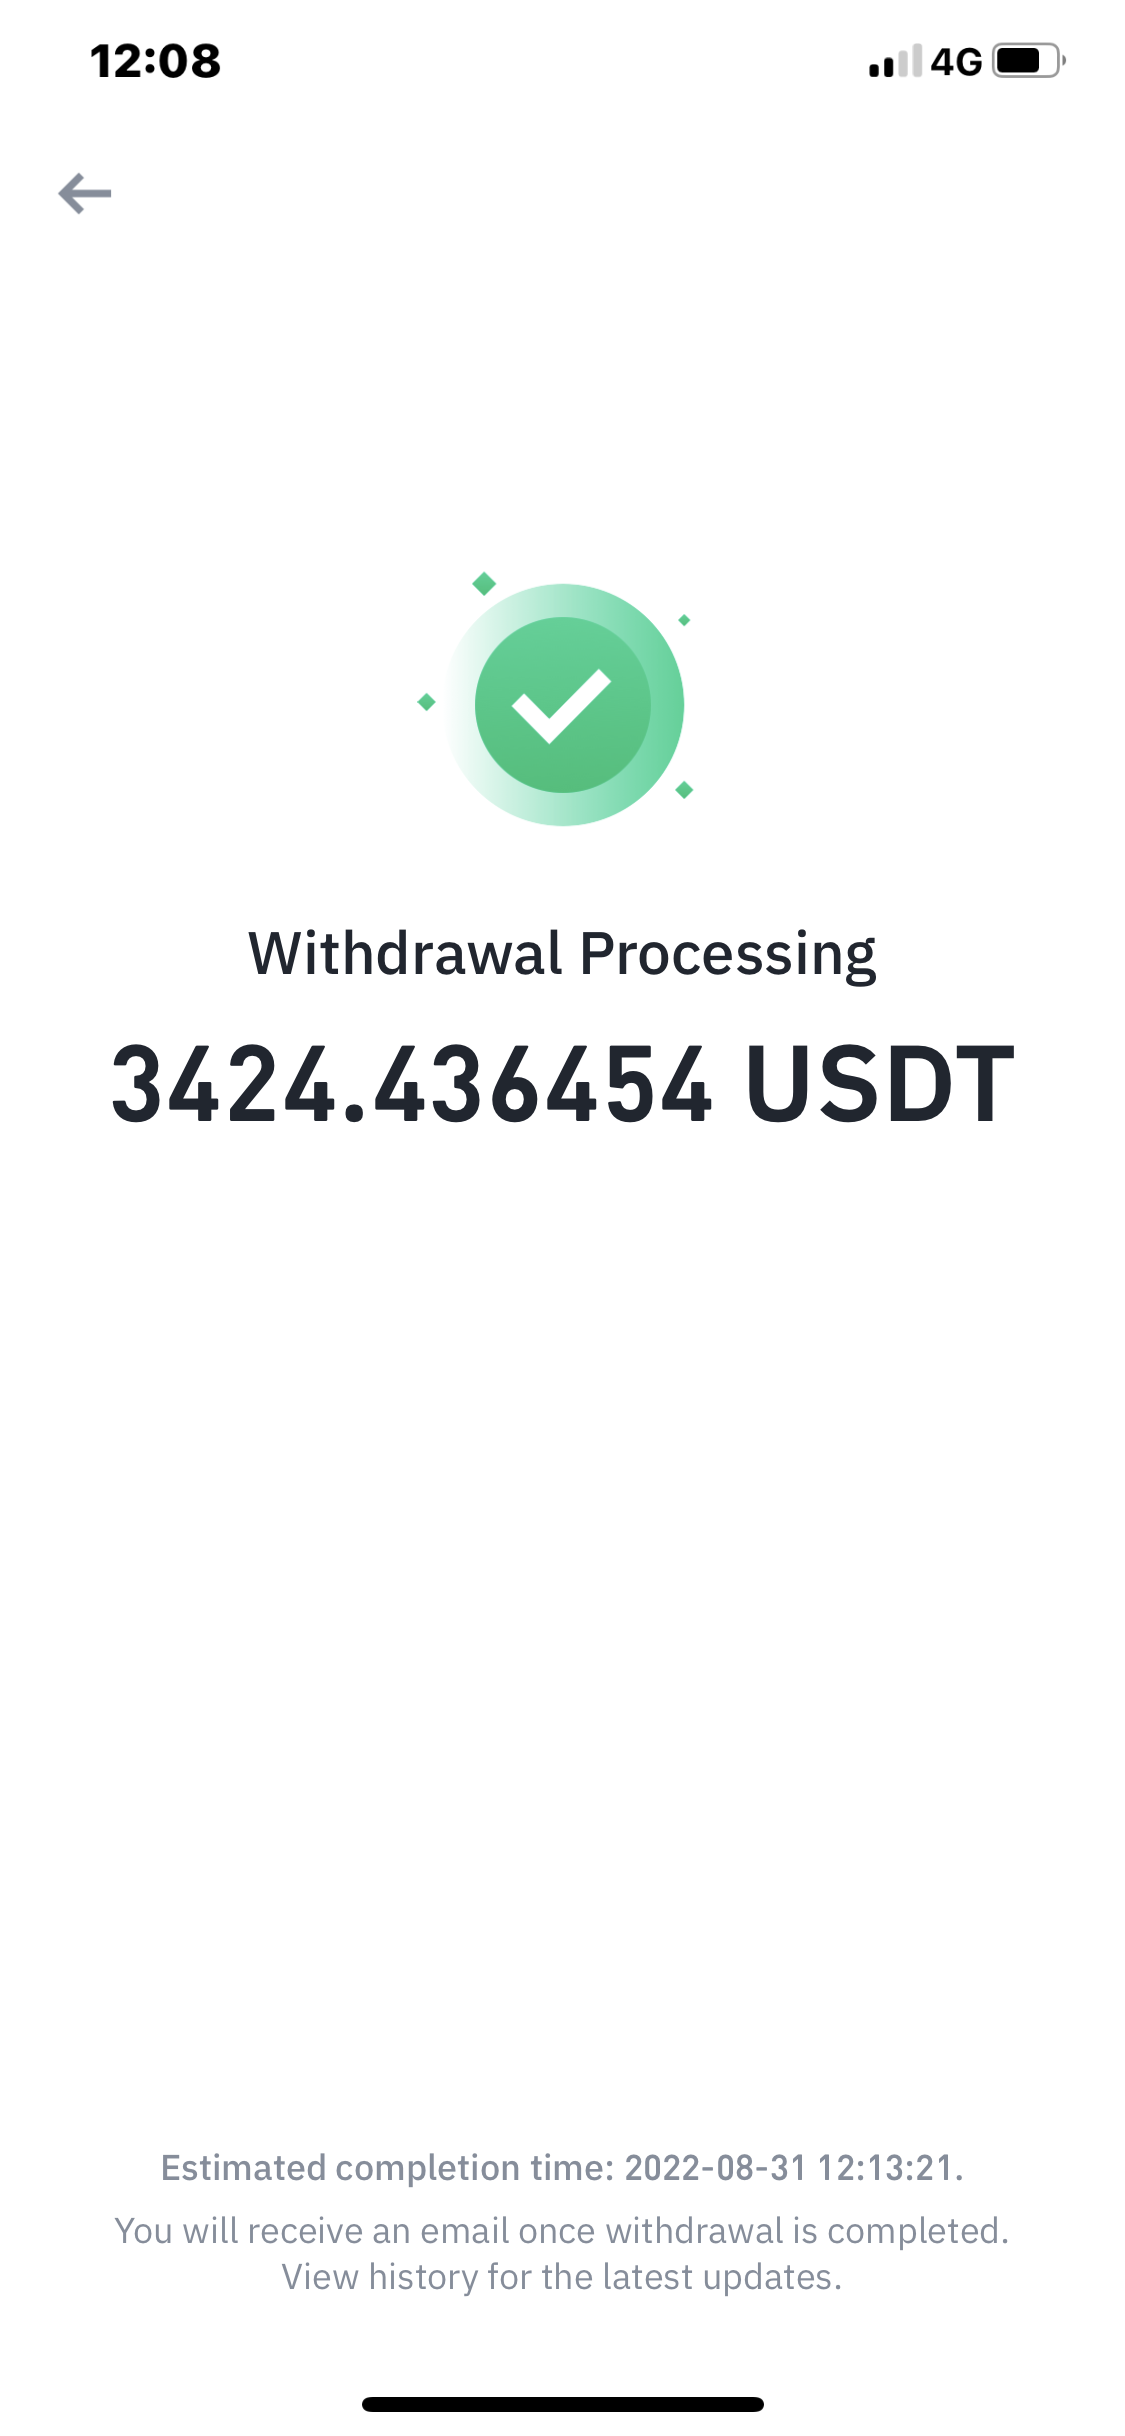 12:08
4G
Withdrawal Processing
3424.436454 USDT
Estimated completion time: 2022-08-31 12:13:21.
You will receive an email once withdrawal is completed.
View history for the latest updates.